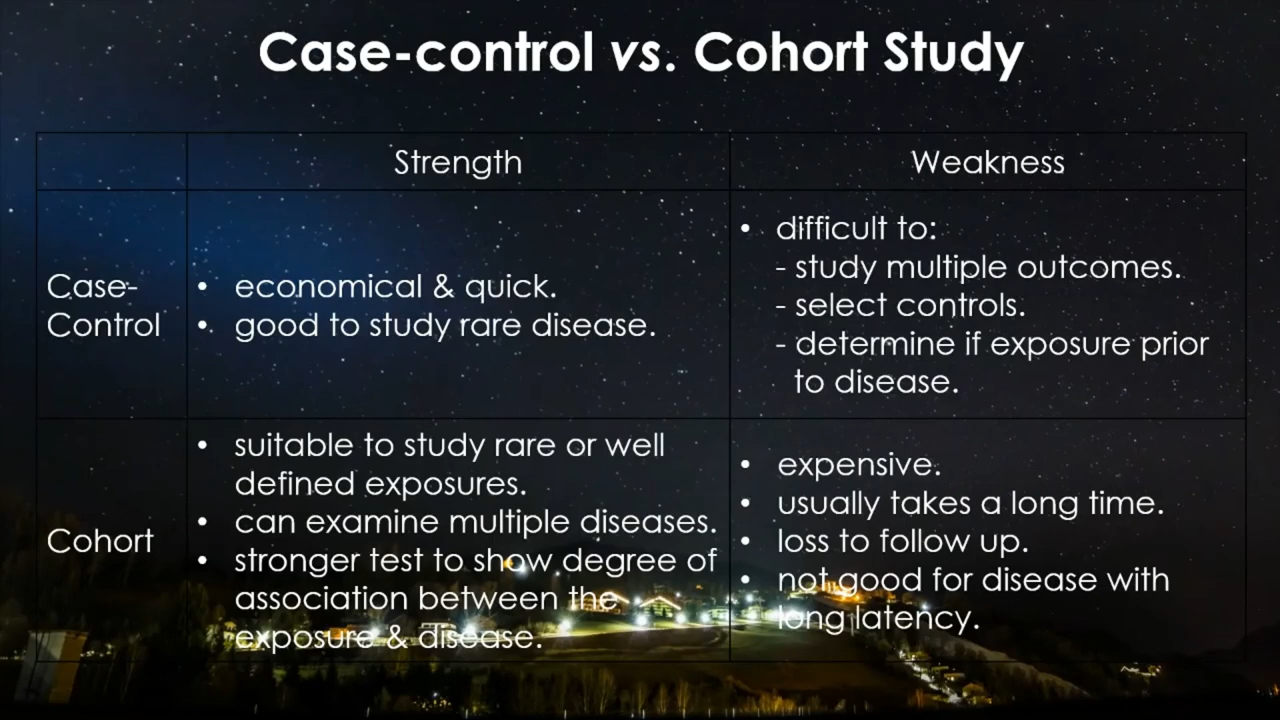 Case-control vs. Cohort Study
Strength
Weakness
Case-
Control
• economical & quick.
• good to study rare disease.
• difficult to:
- study multiple outcomes.
- select controls.
- determine if exposure prior
to disease.
Cohort
• suitable to study rare or well
defined exposures.
• can examine multiple diseases.
• stronger test to show degree of
association between the
exposure & disease.
• expensive.
• usually takes a long time.
• loss to follow up.
• not good for disease with
long latency.